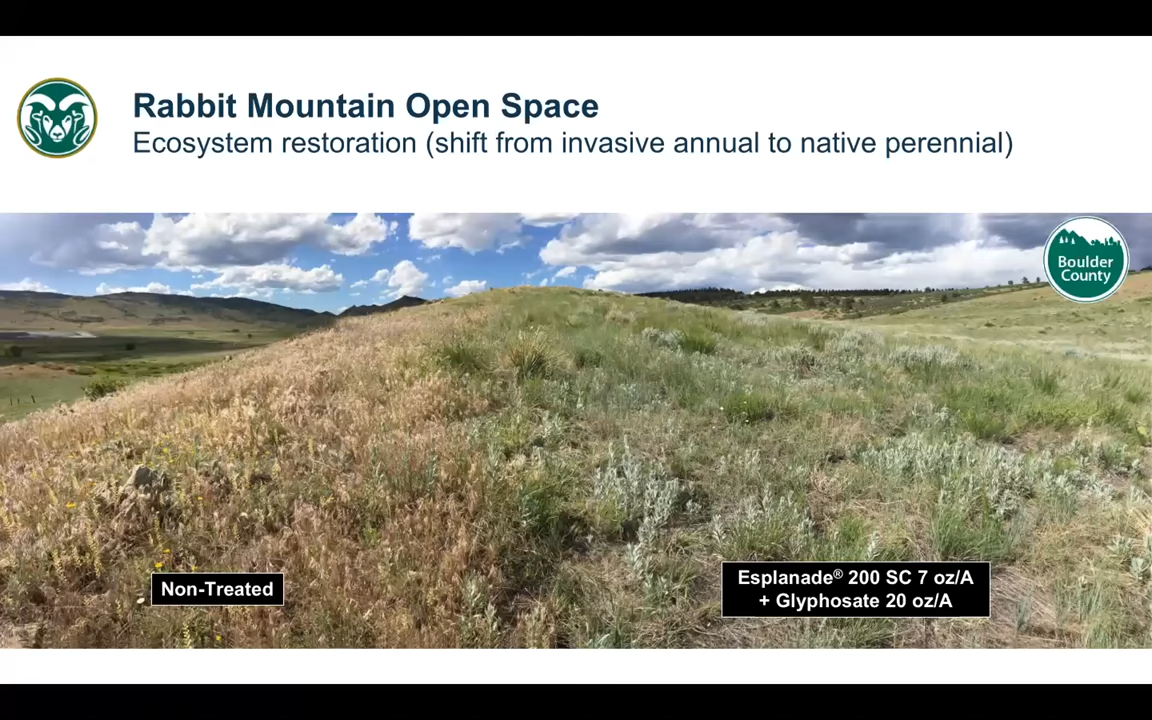 Rabbit Mountain Open Space
Ecosystem restoration (shift from invasive annual to native perennial)
Boulder
County
Non-Treated
Esplanade® 200 SC 7 oz/A
+ Glyphosate 20 oz/A